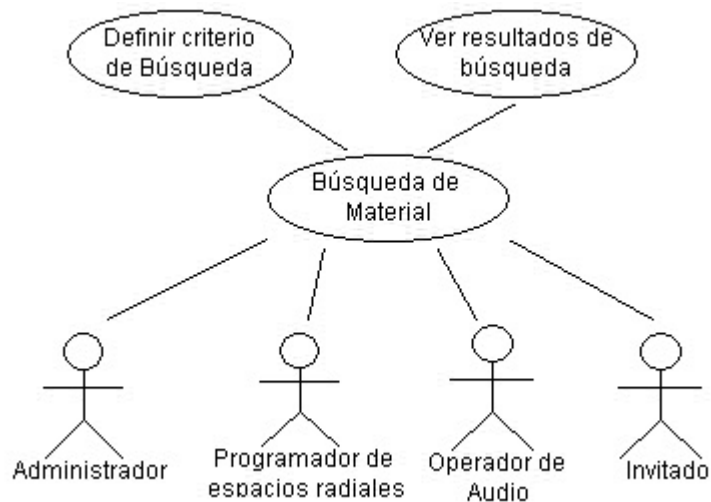 Definir criterio
de Búsqueda
Ver resultados de
búsqueda
Búsqueda de
Material
Administrador
Programador de
espacios radiales
Operador de
Audio
Invitado